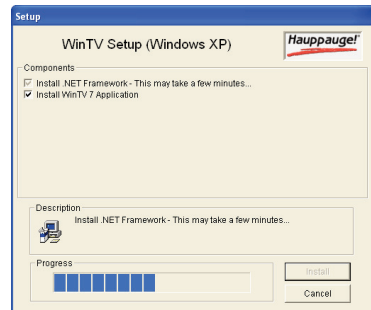 Setup
WinTV Setup (Windows XP)
Hauppauge!
Components
Install .NET Framework - This may take a few minutes...
Install WinTV 7 Application
Description
Install .NET Framework - This may take a few minutes...
Progress
Install
Cancel